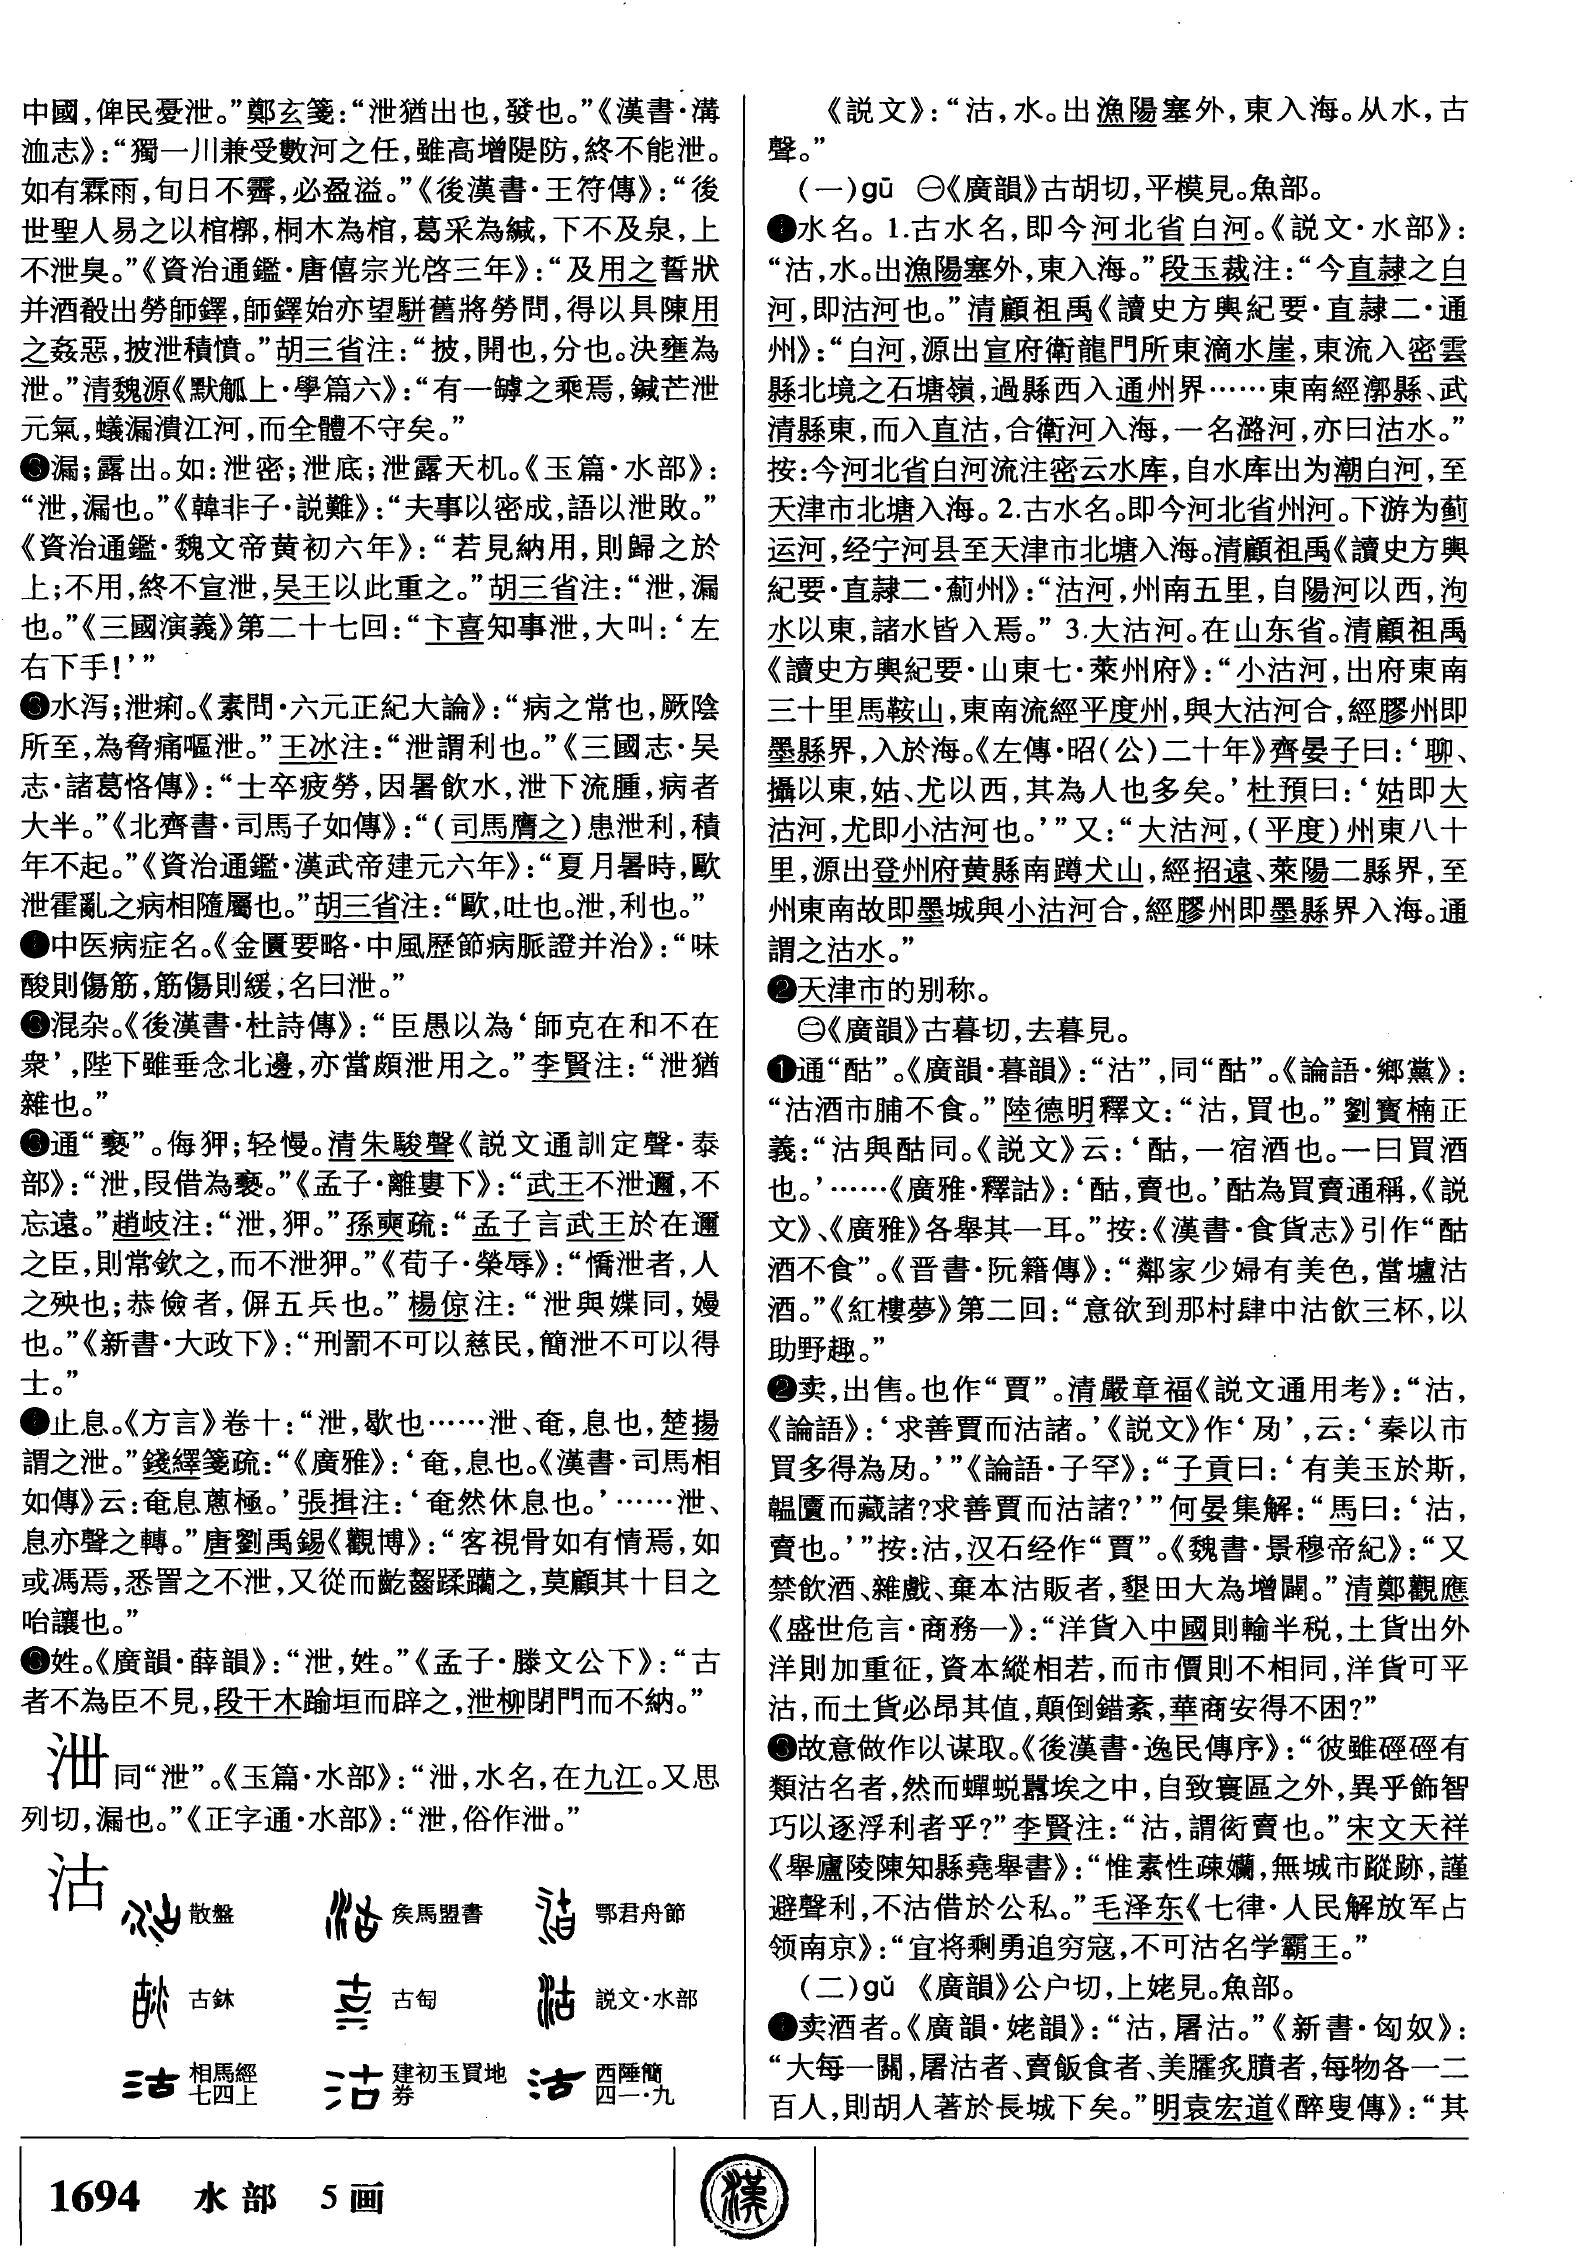 中國，俾民憂泄。”鄭玄箋：“泄猶出也，發也。”《漢書·溝
洫志》：“獨一川兼受數河之任，雖高增隄防，終不能泄。
如有霖雨，旬日不霽，必盈溢。”《後漢書·王符傳》：“後
世聖人易之以棺槨，桐木為棺，葛采為緘，下不及泉，上
不泄臭。”《資治通鑑·唐僖宗光啓三年》：“及用之誓狀
并酒殽出勞師鐸，師鐸始亦望駢舊將勞問，得以具陳用
之姦惡，披泄積憤。”胡三省注：“披，開也，分也。決壅為
泄。”清魏源《默觚上·學篇六》：“有一罅之乘焉，鍼芒泄
元氣，蟻漏潰江河，而全體不守矣。”
漏；露出。如：泄密；泄底；泄露天机。《玉篇·水部》：
“泄，漏也。”《韓非子·説難》：“夫事以密成，語以泄敗。”
《資治通鑑·魏文帝黄初六年》：“若見納用，則歸之於
上；不用，終不宣泄，吴王以此重之。”胡三省注：“泄，漏
也。”《三國演義》第二十七回：“卞喜知事泄，大叫：‘左
右下手！’”
水泻；泄痢。《素問·六元正紀大論》：“病之常也，厥陰
所至，為脅痛嘔泄。”王冰注：“泄謂利也。”《三國志·吴
志·諸葛恪傳》：“士卒疲勞，因暑飲水，泄下流腫，病者
大半。”《北齊書·司馬子如傳》：“（司馬膺之）患泄利，積
年不起。”《資治通鑑·漢武帝建元六年》：“夏月暑時，歐
泄霍亂之病相隨屬也。”胡三省注：“歐，吐也。泄，利也。”
中医病症名。《金匱要略·中風歷節病脈證并治》：“味
酸則傷筋，筋傷則緩，名曰泄。”
混杂。《後漢書·杜詩傳》：“臣愚以為‘師克在和不在
衆’，陛下雖垂念北邊，亦當頗泄用之。”李賢注：“泄猶
雜也。”
通“褻”。侮狎；轻慢。清朱駿聲《説文通訓定聲·泰
部》：“泄，叚借為褻。”《孟子·離婁下》：“武王不泄邇，不
忘遠。”趙岐注：“泄，狎。”孫奭疏：“孟子言武王於在邇
之臣，則常欽之，而不泄狎。”《荀子·榮辱》：“憍泄者，人
之殃也；恭儉者，偋五兵也。”楊倞注：“泄與媟同，嫚
也。”《新書·大政下》：“刑罰不可以慈民，簡泄不可以得
士。”
止息。《方言》卷十：“泄，歇也……泄、奄，息也，楚揚
謂之泄。”錢繹箋疏：“《廣雅》：‘奄，息也。《漢書·司馬相
如傳》云：奄息蔥極。’張揖注：‘奄然休息也。’……泄、
息亦聲之轉。”唐劉禹錫《觀博》：“客視骨如有情焉，如
或馮焉，悉詈之不泄，又從而齕齧蹂躪之，莫顧其十目之
咍讓也。”
姓。《廣韻·薛韻》：“泄，姓。”《孟子·滕文公下》：“古
者不為臣不見，段干木踰垣而辟之，泄柳閉門而不納。”
泄 同“泄”。《玉篇·水部》：“泄，水名，在九江。又思
列切，漏也。”《正字通·水部》：“泄，俗作泄。”
沽
散盤 矦馬盟書 鄂君舟節
古鉥 古匋 説文·水部
相馬經七四上 建初玉買地券 西陲簡四一·九
《説文》：“沽，水。出漁陽塞外，東入海。从水，古
聲。”
（一）gū ㊀《廣韻》古胡切，平模見。魚部。
水名。1.古水名，即今河北省白河。《説文·水部》：
“沽，水。出漁陽塞外，東入海。”段玉裁注：“今直隷之白
河，即沽河也。”清顧祖禹《讀史方輿紀要·直隷二·通
州》：“白河，源出宣府衛龍門所東滴水崖，東流入密雲
縣北境之石塘嶺，過縣西入通州界……東南經漷縣、武
清縣東，而入直沽，合衛河入海，一名潞河，亦曰沽水。”
按：今河北省白河流注密云水库，自水库出为潮白河，至
天津市北塘入海。2.古水名。即今河北省州河。下游为蓟
运河，经宁河县至天津市北塘入海。清顧祖禹《讀史方輿
紀要·直隷二·薊州》：“沽河，州南五里，自陽河以西，泃
水以東，諸水皆入焉。”3.大沽河。在山东省。清顧祖禹
《讀史方輿紀要·山東七·萊州府》：“小沽河，出府東南
三十里馬鞍山，東南流經平度州，與大沽河合，經膠州即
墨縣界，入於海。《左傳·昭（公）二十年》齊晏子曰：‘聊、
攝以東，姑、尤以西，其為人也多矣。’杜預曰：‘姑即大
沽河，尤即小沽河也。’”又：“大沽河，（平度）州東八十
里，源出登州府黄縣南蹲犬山，經招遠、萊陽二縣界，至
州東南故即墨城與小沽河合，經膠州即墨縣界入海。通
謂之沽水。”
❷天津市的别称。
㊁《廣韻》古暮切，去暮見。
❶通“酤”。《廣韻·暮韻》：“沽”，同“酤”。《論語·鄉黨》：
“沽酒市脯不食。”陸德明釋文：“沽，買也。”劉寶楠正
義：“沽與酤同。《説文》云：‘酤，一宿酒也。一曰買酒
也。’……《廣雅·釋詁》：‘酤，賣也。’酤為買賣通稱，《説
文》、《廣雅》各舉其一耳。”按：《漢書·食貨志》引作“酤
酒不食”。《晋書·阮籍傳》：“鄰家少婦有美色，當壚沽
酒。”《紅樓夢》第二回：“意欲到那村肆中沽飲三杯，以
助野趣。”
❷卖，出售。也作“賈”。清嚴章福《説文通用考》：“沽，
《論語》：‘求善賈而沽諸。’《説文》作‘夃’，云：‘秦以市
買多得為夃。’”《論語·子罕》：“子貢曰：‘有美玉於斯，
韞匵而藏諸？求善賈而沽諸？’”何晏集解：“馬曰：‘沽，
賣也。’”按：沽，汉石经作“賈”。《魏書·景穆帝紀》：“又
禁飲酒、雜戲、棄本沽販者，墾田大為增闢。”清鄭觀應
《盛世危言·商務一》：“洋貨入中國則輸半税，土貨出外
洋則加重征，資本縱相若，而市價則不相同，洋貨可平
沽，而土貨必昂其值，顛倒錯紊，華商安得不困？”
故意做作以谋取。《後漢書·逸民傳序》：“彼雖硜硜有
類沽名者，然而蟬蜕囂埃之中，自致寰區之外，異乎飾智
巧以逐浮利者乎？”李賢注：“沽，謂衒賣也。”宋文天祥
《舉廬陵陳知縣堯舉書》：“惟素性疎嬾，無城市蹤跡，謹
避聲利，不沽借於公私。”毛泽东《七律·人民解放军占
领南京》：“宜将剩勇追穷寇，不可沽名学霸王。”
（二）gǔ 《廣韻》公户切，上姥見。魚部。
卖酒者。《廣韻·姥韻》：“沽，屠沽。”《新書·匈奴》：
“大每一關，屠沽者、賣飯食者、美臛炙膹者，每物各一二
百人，則胡人著於長城下矣。”明袁宏道《醉叟傳》：“其
1694 水部 5画
漢